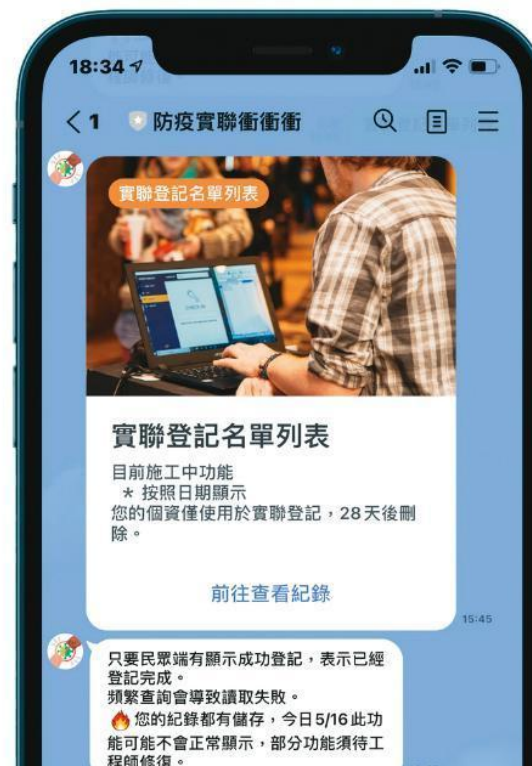 18:34
1 防疫實聯衝衝衝
實聯登記名單列表
實聯登記名單列表
目前施工中功能
* 按照日期顯示
您的個資僅使用於實聯登記，28天後刪
除。
前往查看紀錄
15:45
只要民眾端有顯示成功登記，表示已經
登記完成。
頻繁查詢會導致讀取失敗。
🔥 您的紀錄都有儲存，今日5/16此功
能可能不會正常顯示，部分功能須待工
程師修復。